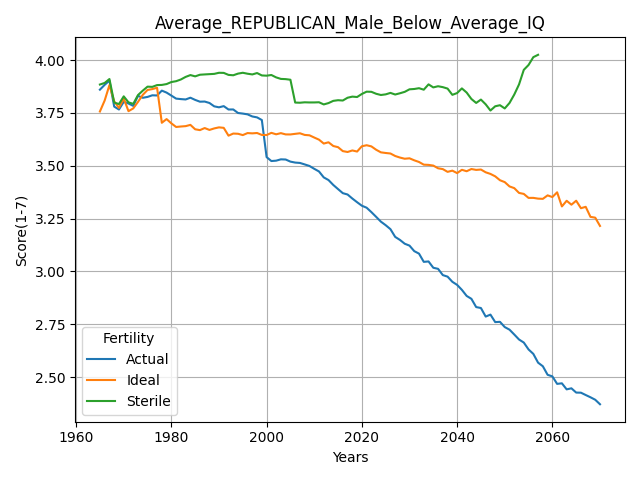 Average_REPUBLICAN_Male_Below_Average_IQ
4.00
3.75
3.50
3.25
3.00
2.75
2.50
Score(1-7)
Fertility
Actual
Ideal
Sterile
1960
1980
2000
2020
2040
2060
Years